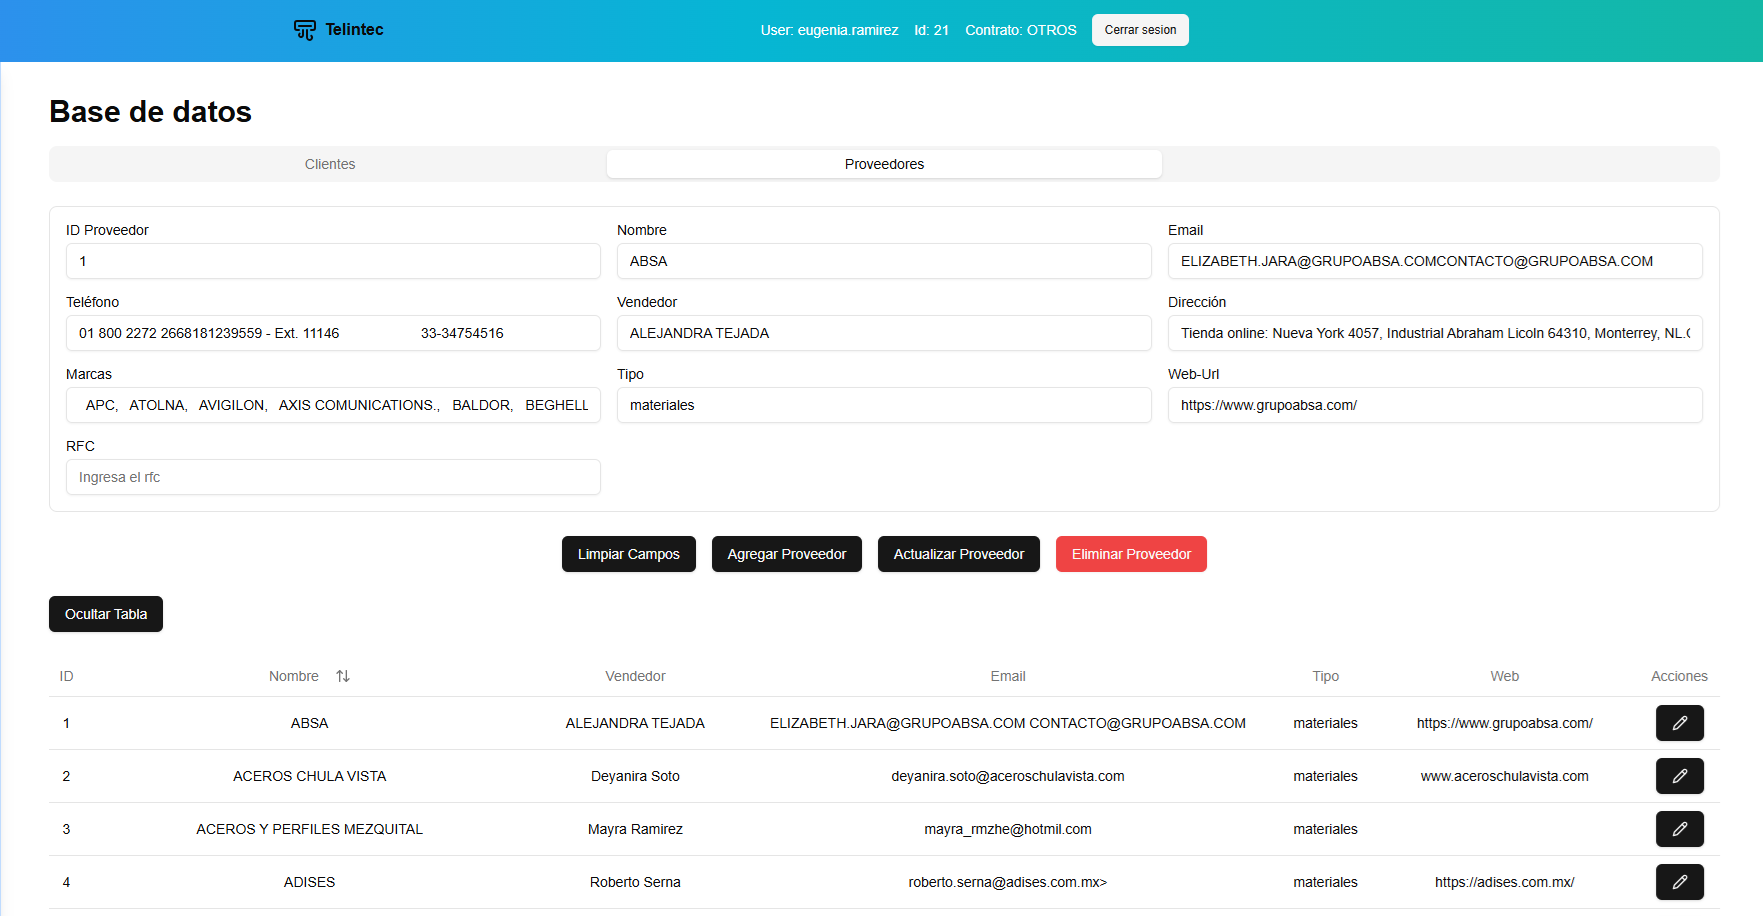 Telintec
User: eugenia.ramirez Id: 21 Contrato: OTROS Cerrar sesion
Base de datos
Clientes Proveedores
ID Proveedor Nombre Email
1 ABSA ELIZABETH.JARA@GRUPOABSA.COMCONTACTO@GRUPOABSA.COM
Teléfono Vendedor Dirección
01 800 2272 2668181239559 - Ext. 11146 33-34754516 ALEJANDRA TEJADA Tienda online: Nueva York 4057, Industrial Abraham Licoln 64310, Monterrey, NL.
Marcas Tipo Web-Url
APC, ATOLNA, AVIGILON, AXIS COMUNICATIONS., BALDOR, BEGHELL materiales https://www.grupoabsa.com/
RFC
Ingresa el rfc
Limpiar Campos Agregar Proveedor Actualizar Proveedor Eliminar Proveedor
Ocultar Tabla
ID Nombre Vendedor Email Tipo Web Acciones
1 ABSA ALEJANDRA TEJADA ELIZABETH.JARA@GRUPOABSA.COM CONTACTO@GRUPOABSA.COM materiales https://www.grupoabsa.com/
2 ACEROS CHULA VISTA Deyanira Soto deyanira.soto@aceroschulavista.com materiales www.aceroschulavista.com
3 ACEROS Y PERFILES MEZQUITAL Mayra Ramirez mayra_rmzhe@hotmil.com materiales
4 ADISES Roberto Serna roberto.serna@adises.com.mx> materiales https://adises.com.mx/